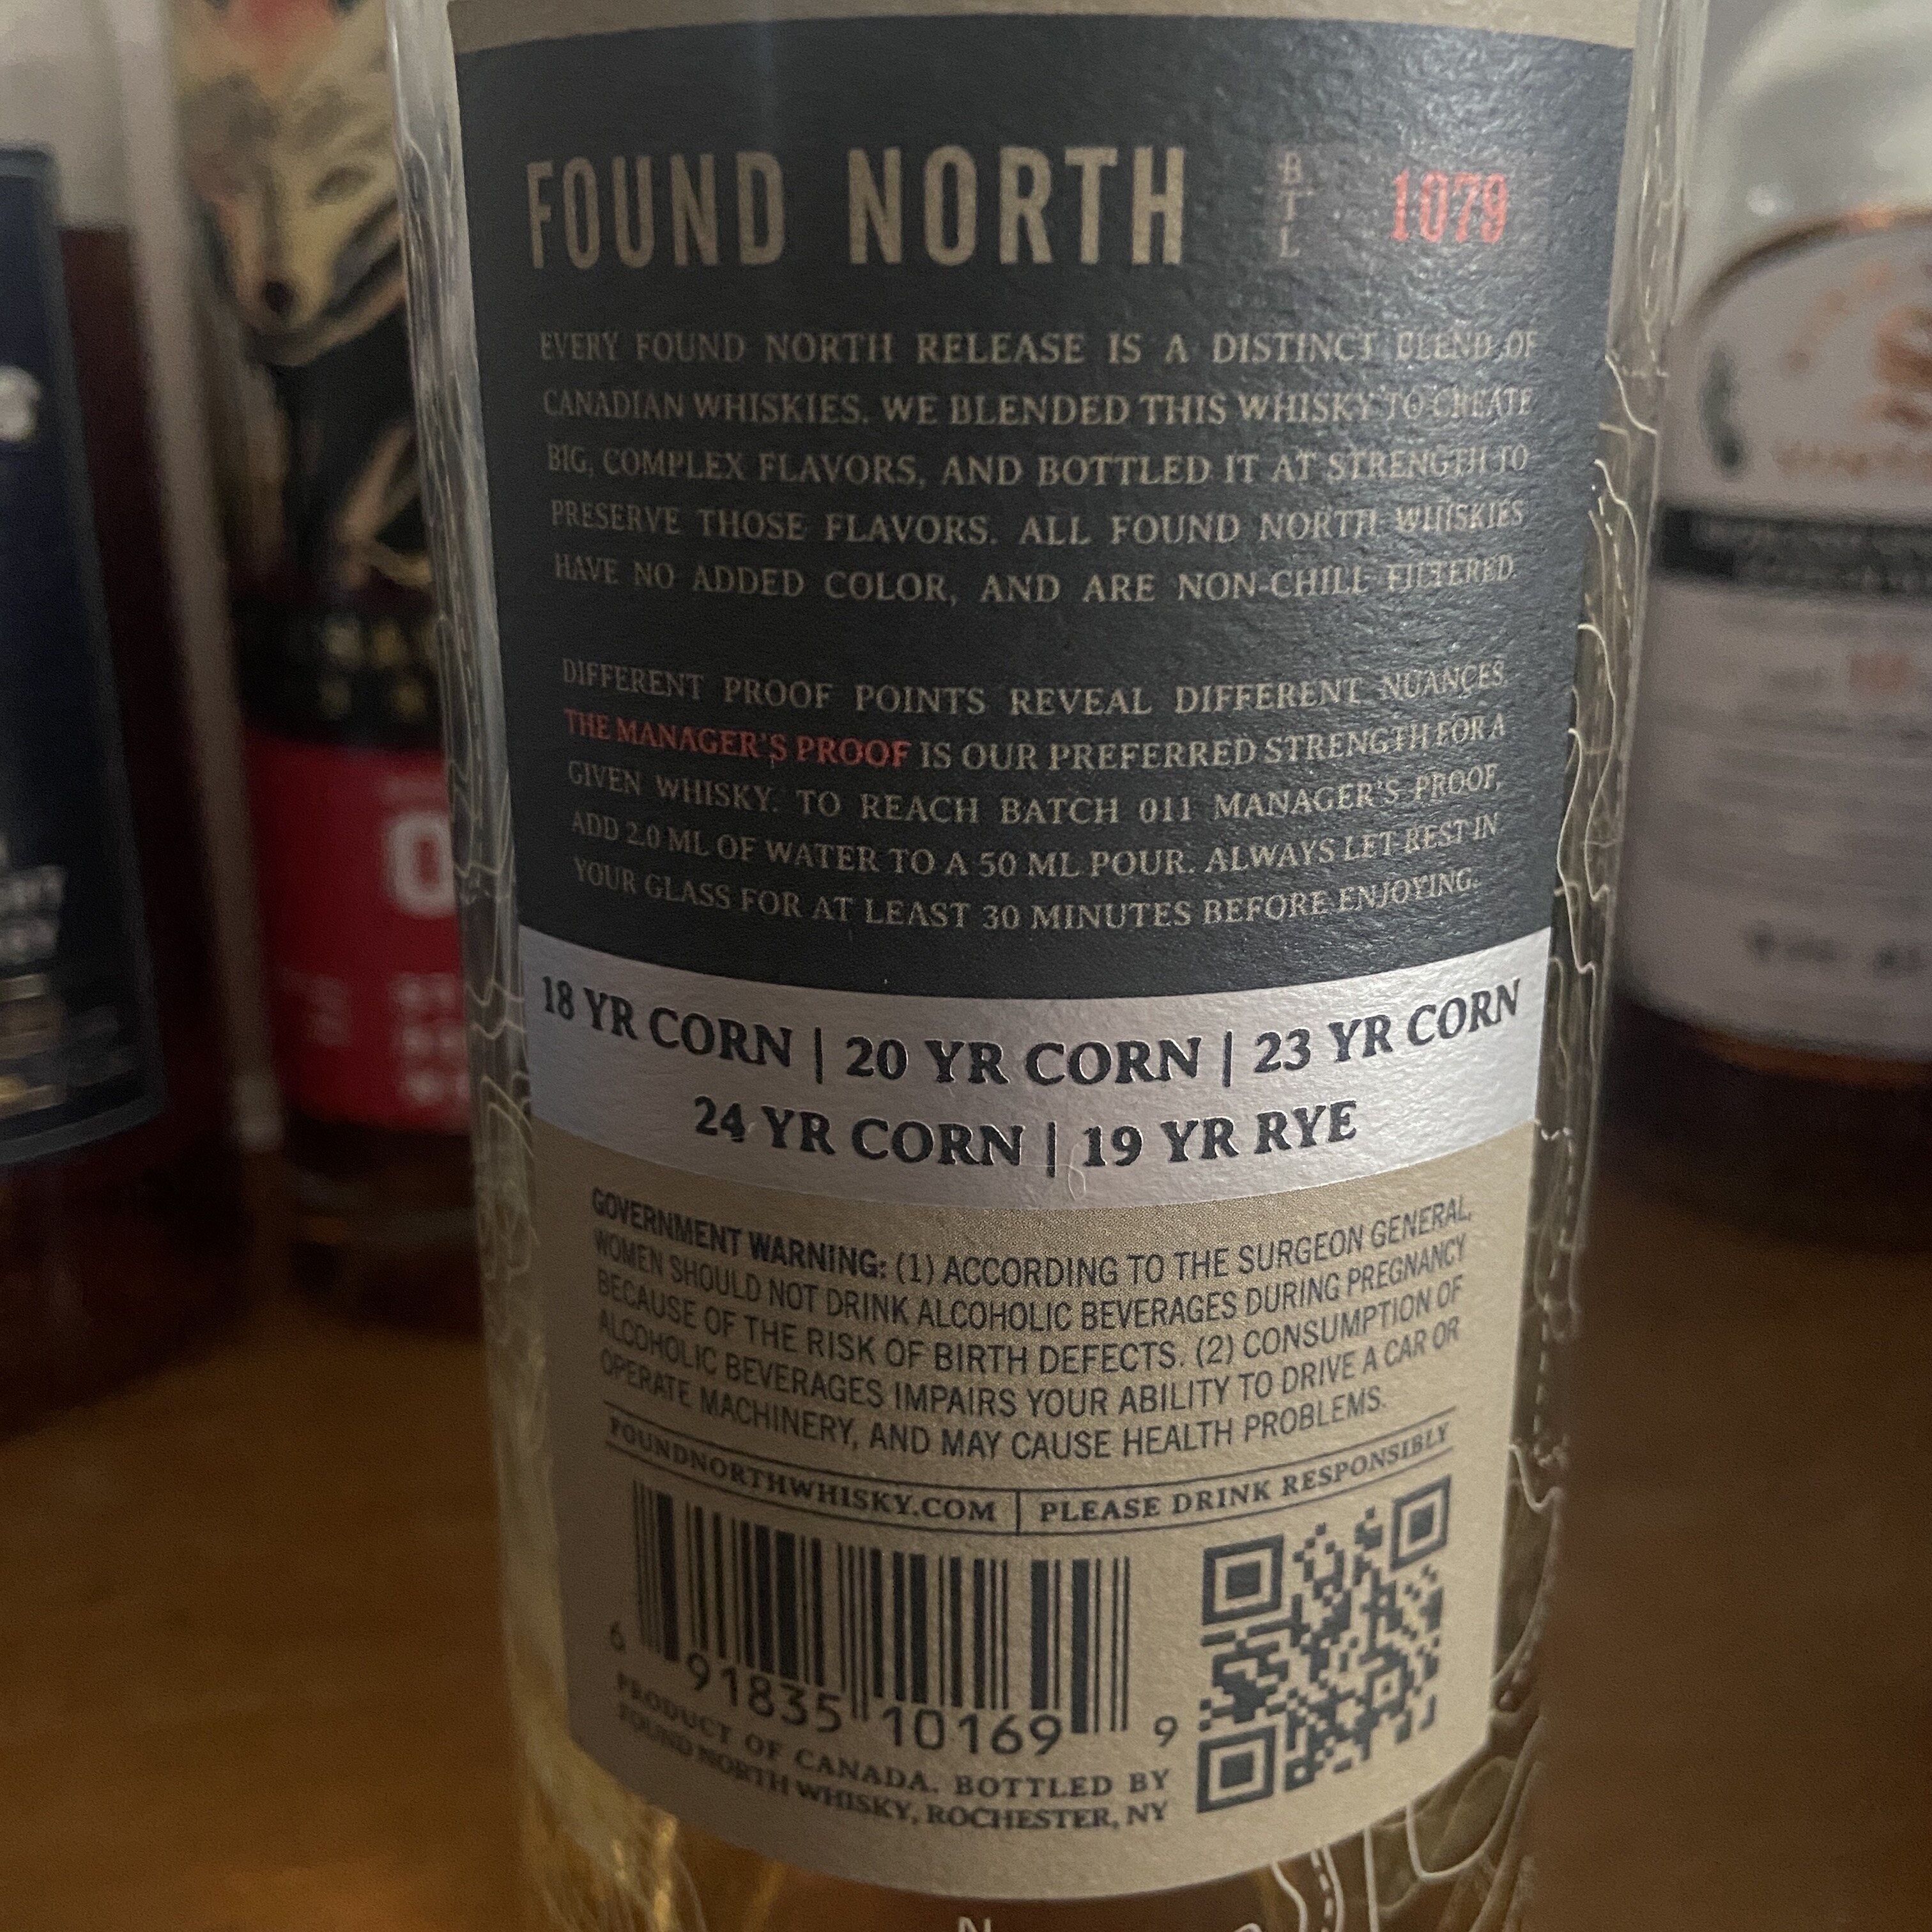 FOUND NORTH BTL 1079
EVERY FOUND NORTH RELEASE IS A DISTINCT BLEND OF
CANADIAN WHISKIES. WE BLENDED THIS WHISKY TO CREATE
BIG, COMPLEX FLAVORS, AND BOTTLED IT AT STRENGTH TO
PRESERVE THOSE FLAVORS. ALL FOUND NORTH WHISKIES
HAVE NO ADDED COLOR, AND ARE NON-CHILL FILTERED.
DIFFERENT PROOF POINTS REVEAL DIFFERENT NUANCES
THE MANAGER'S PROOF IS OUR PREFERRED STRENGTH FOR A
GIVEN WHISKY. TO REACH BATCH 011 MANAGER'S PROOF,
ADD 2.0 ML OF WATER TO A 50 ML POUR. ALWAYS LET REST IN
YOUR GLASS FOR AT LEAST 30 MINUTES BEFORE ENJOYING.
18 YR CORN | 20 YR CORN | 23 YR CORN
24 YR CORN | 19 YR RYE
GOVERNMENT WARNING: (1) ACCORDING TO THE SURGEON GENERAL,
WOMEN SHOULD NOT DRINK ALCOHOLIC BEVERAGES DURING PREGNANCY
BECAUSE OF THE RISK OF BIRTH DEFECTS. (2) CONSUMPTION OF
ALCOHOLIC BEVERAGES IMPAIRS YOUR ABILITY TO DRIVE A CAR OR
OPERATE MACHINERY, AND MAY CAUSE HEALTH PROBLEMS.
FOUNDNORTHWHISKY.COM | PLEASE DRINK RESPONSIBLY
6 91835 10169 9
PRODUCT OF CANADA. BOTTLED BY
FOUND NORTH WHISKY, ROCHESTER, NY